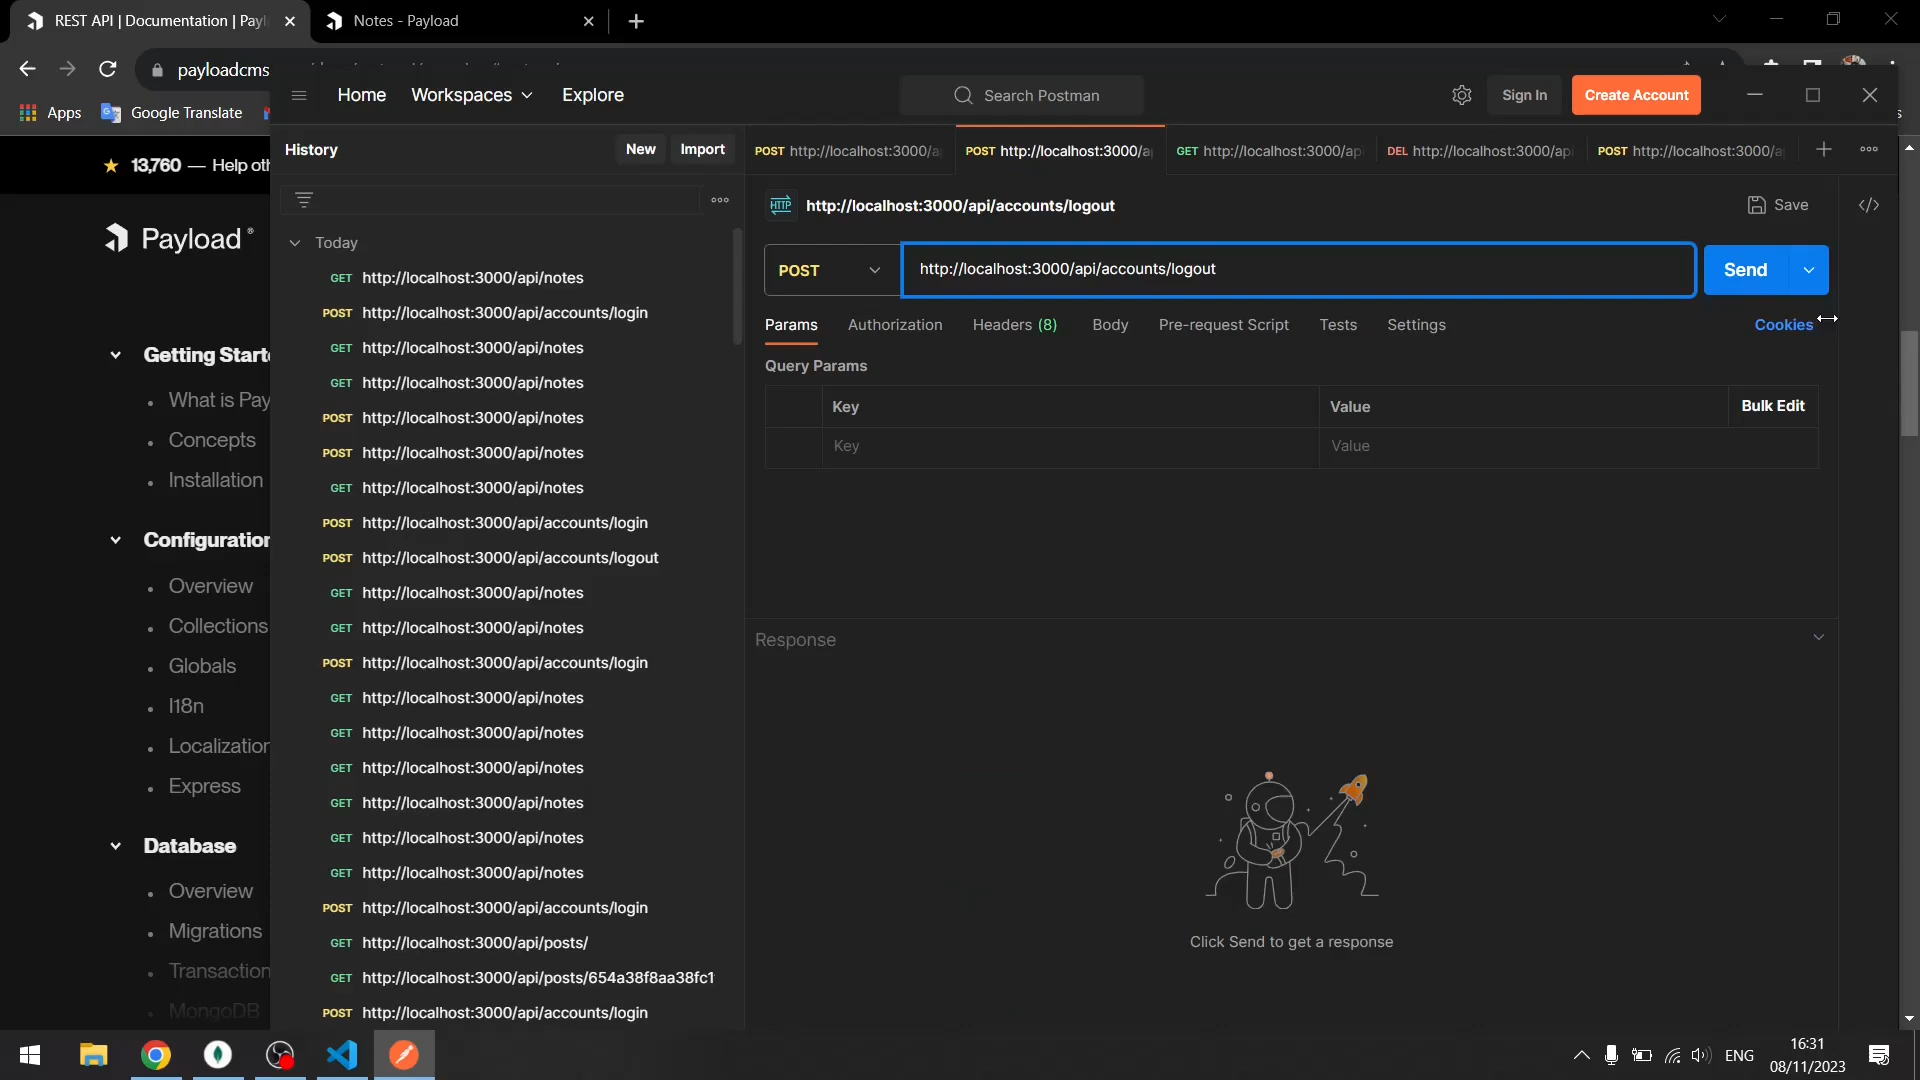 REST API | Documentation | Payl
Notes - Payload
payloadcms
Apps
Google Translate
13,760 — Help oth
Payload
Getting Starte
What is Pay
Concepts
Installation
Configuration
Overview
Collections
Globals
I18n
Localization
Express
Database
Overview
Migrations
Transaction
MongoDB
Home
Workspaces
Explore
Search Postman
Sign In
Create Account
History
New
Import
Today
GET http://localhost:3000/api/notes
POST http://localhost:3000/api/accounts/login
GET http://localhost:3000/api/notes
GET http://localhost:3000/api/notes
POST http://localhost:3000/api/notes
POST http://localhost:3000/api/notes
GET http://localhost:3000/api/notes
POST http://localhost:3000/api/accounts/login
POST http://localhost:3000/api/accounts/logout
GET http://localhost:3000/api/notes
GET http://localhost:3000/api/notes
POST http://localhost:3000/api/accounts/login
GET http://localhost:3000/api/notes
GET http://localhost:3000/api/notes
GET http://localhost:3000/api/notes
GET http://localhost:3000/api/notes
GET http://localhost:3000/api/notes
GET http://localhost:3000/api/notes
POST http://localhost:3000/api/accounts/login
GET http://localhost:3000/api/posts/
GET http://localhost:3000/api/posts/654a38f8aa38fc1
POST http://localhost:3000/api/accounts/login
POST http://localhost:3000/a
POST http://localhost:3000/a
GET http://localhost:3000/api
DEL http://localhost:3000/api
POST http://localhost:3000/a
HTTP http://localhost:3000/api/accounts/logout
Save
POST
http://localhost:3000/api/accounts/logout
Send
Params
Authorization
Headers (8)
Body
Pre-request Script
Tests
Settings
Cookies
Query Params
Key
Value
Bulk Edit
Key
Value
Response
Click Send to get a response
ENG
16:31
08/11/2023